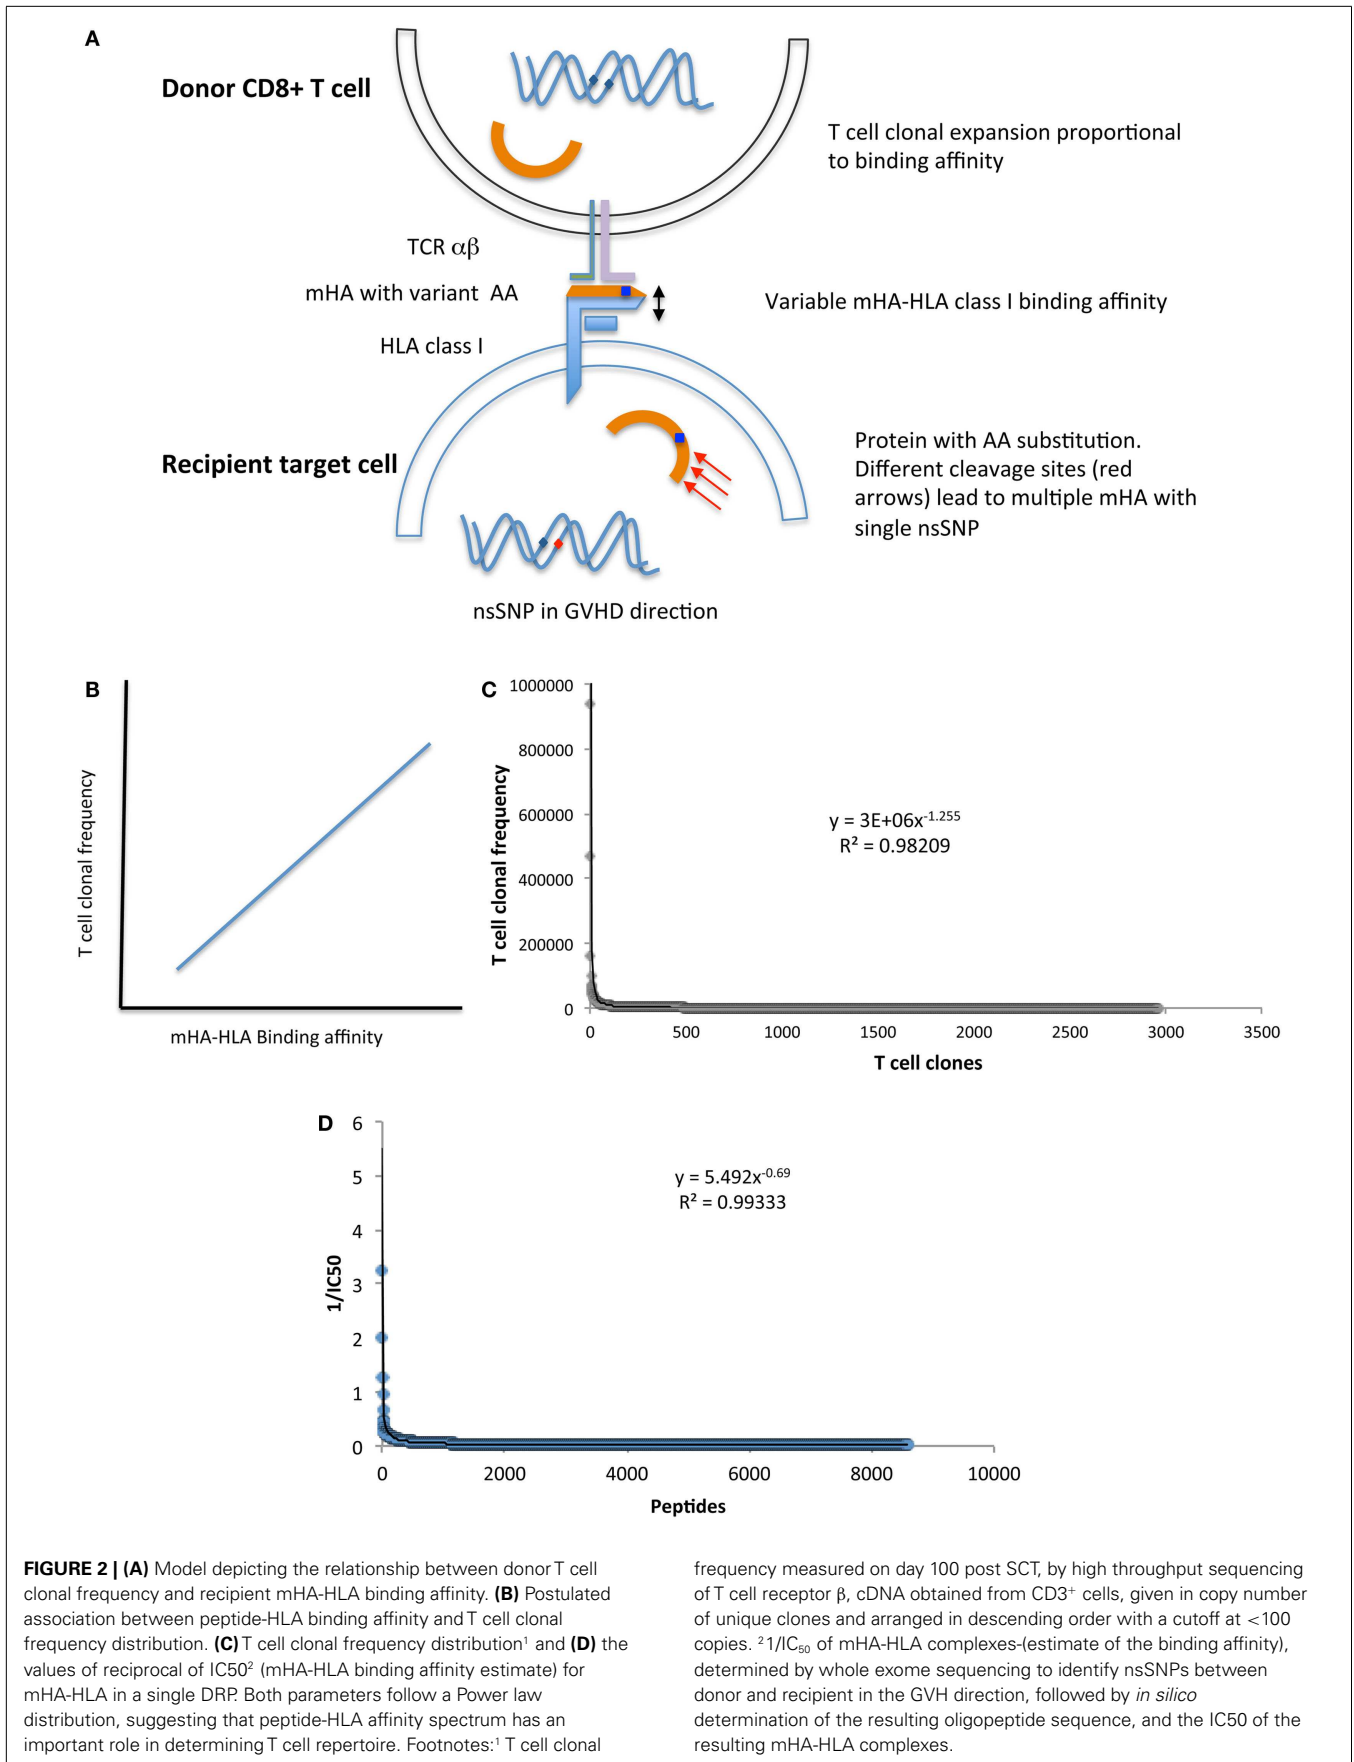 A
Donor CD8+ T cell
T cell clonal expansion proportional
to binding affinity
TCR αβ
mHA with variant AA
Variable mHA-HLA class I binding affinity
HLA class I
Recipient target cell
Protein with AA substitution.
Different cleavage sites (red
arrows) lead to multiple mHA with
single nsSNP
nsSNP in GVHD direction
B
T cell clonal frequency
mHA-HLA Binding affinity
C
T cell clonal frequency
1000000
800000
600000
400000
200000
0
y = 3E+06x^-1.255
R² = 0.98209
0 500 1000 1500 2000 2500 3000 3500
T cell clones
D
1/IC50
6
5
4
3
2
1
0
y = 5.492x^-0.69
R² = 0.99333
0 2000 4000 6000 8000 10000
Peptides
FIGURE 2 | (A) Model depicting the relationship between donor T cell
clonal frequency and recipient mHA-HLA binding affinity. (B) Postulated
association between peptide-HLA binding affinity and T cell clonal
frequency distribution. (C) T cell clonal frequency distribution¹ and (D) the
values of reciprocal of IC50² (mHA-HLA binding affinity estimate) for
mHA-HLA in a single DRP. Both parameters follow a Power law
distribution, suggesting that peptide-HLA affinity spectrum has an
important role in determining T cell repertoire. Footnotes:¹ T cell clonal
frequency measured on day 100 post SCT, by high throughput sequencing
of T cell receptor β, cDNA obtained from CD3⁺ cells, given in copy number
of unique clones and arranged in descending order with a cutoff at <100
copies. ²1/IC₅₀ of mHA-HLA complexes-(estimate of the binding affinity),
determined by whole exome sequencing to identify nsSNPs between
donor and recipient in the GVH direction, followed by in silico
determination of the resulting oligopeptide sequence, and the IC50 of the
resulting mHA-HLA complexes.